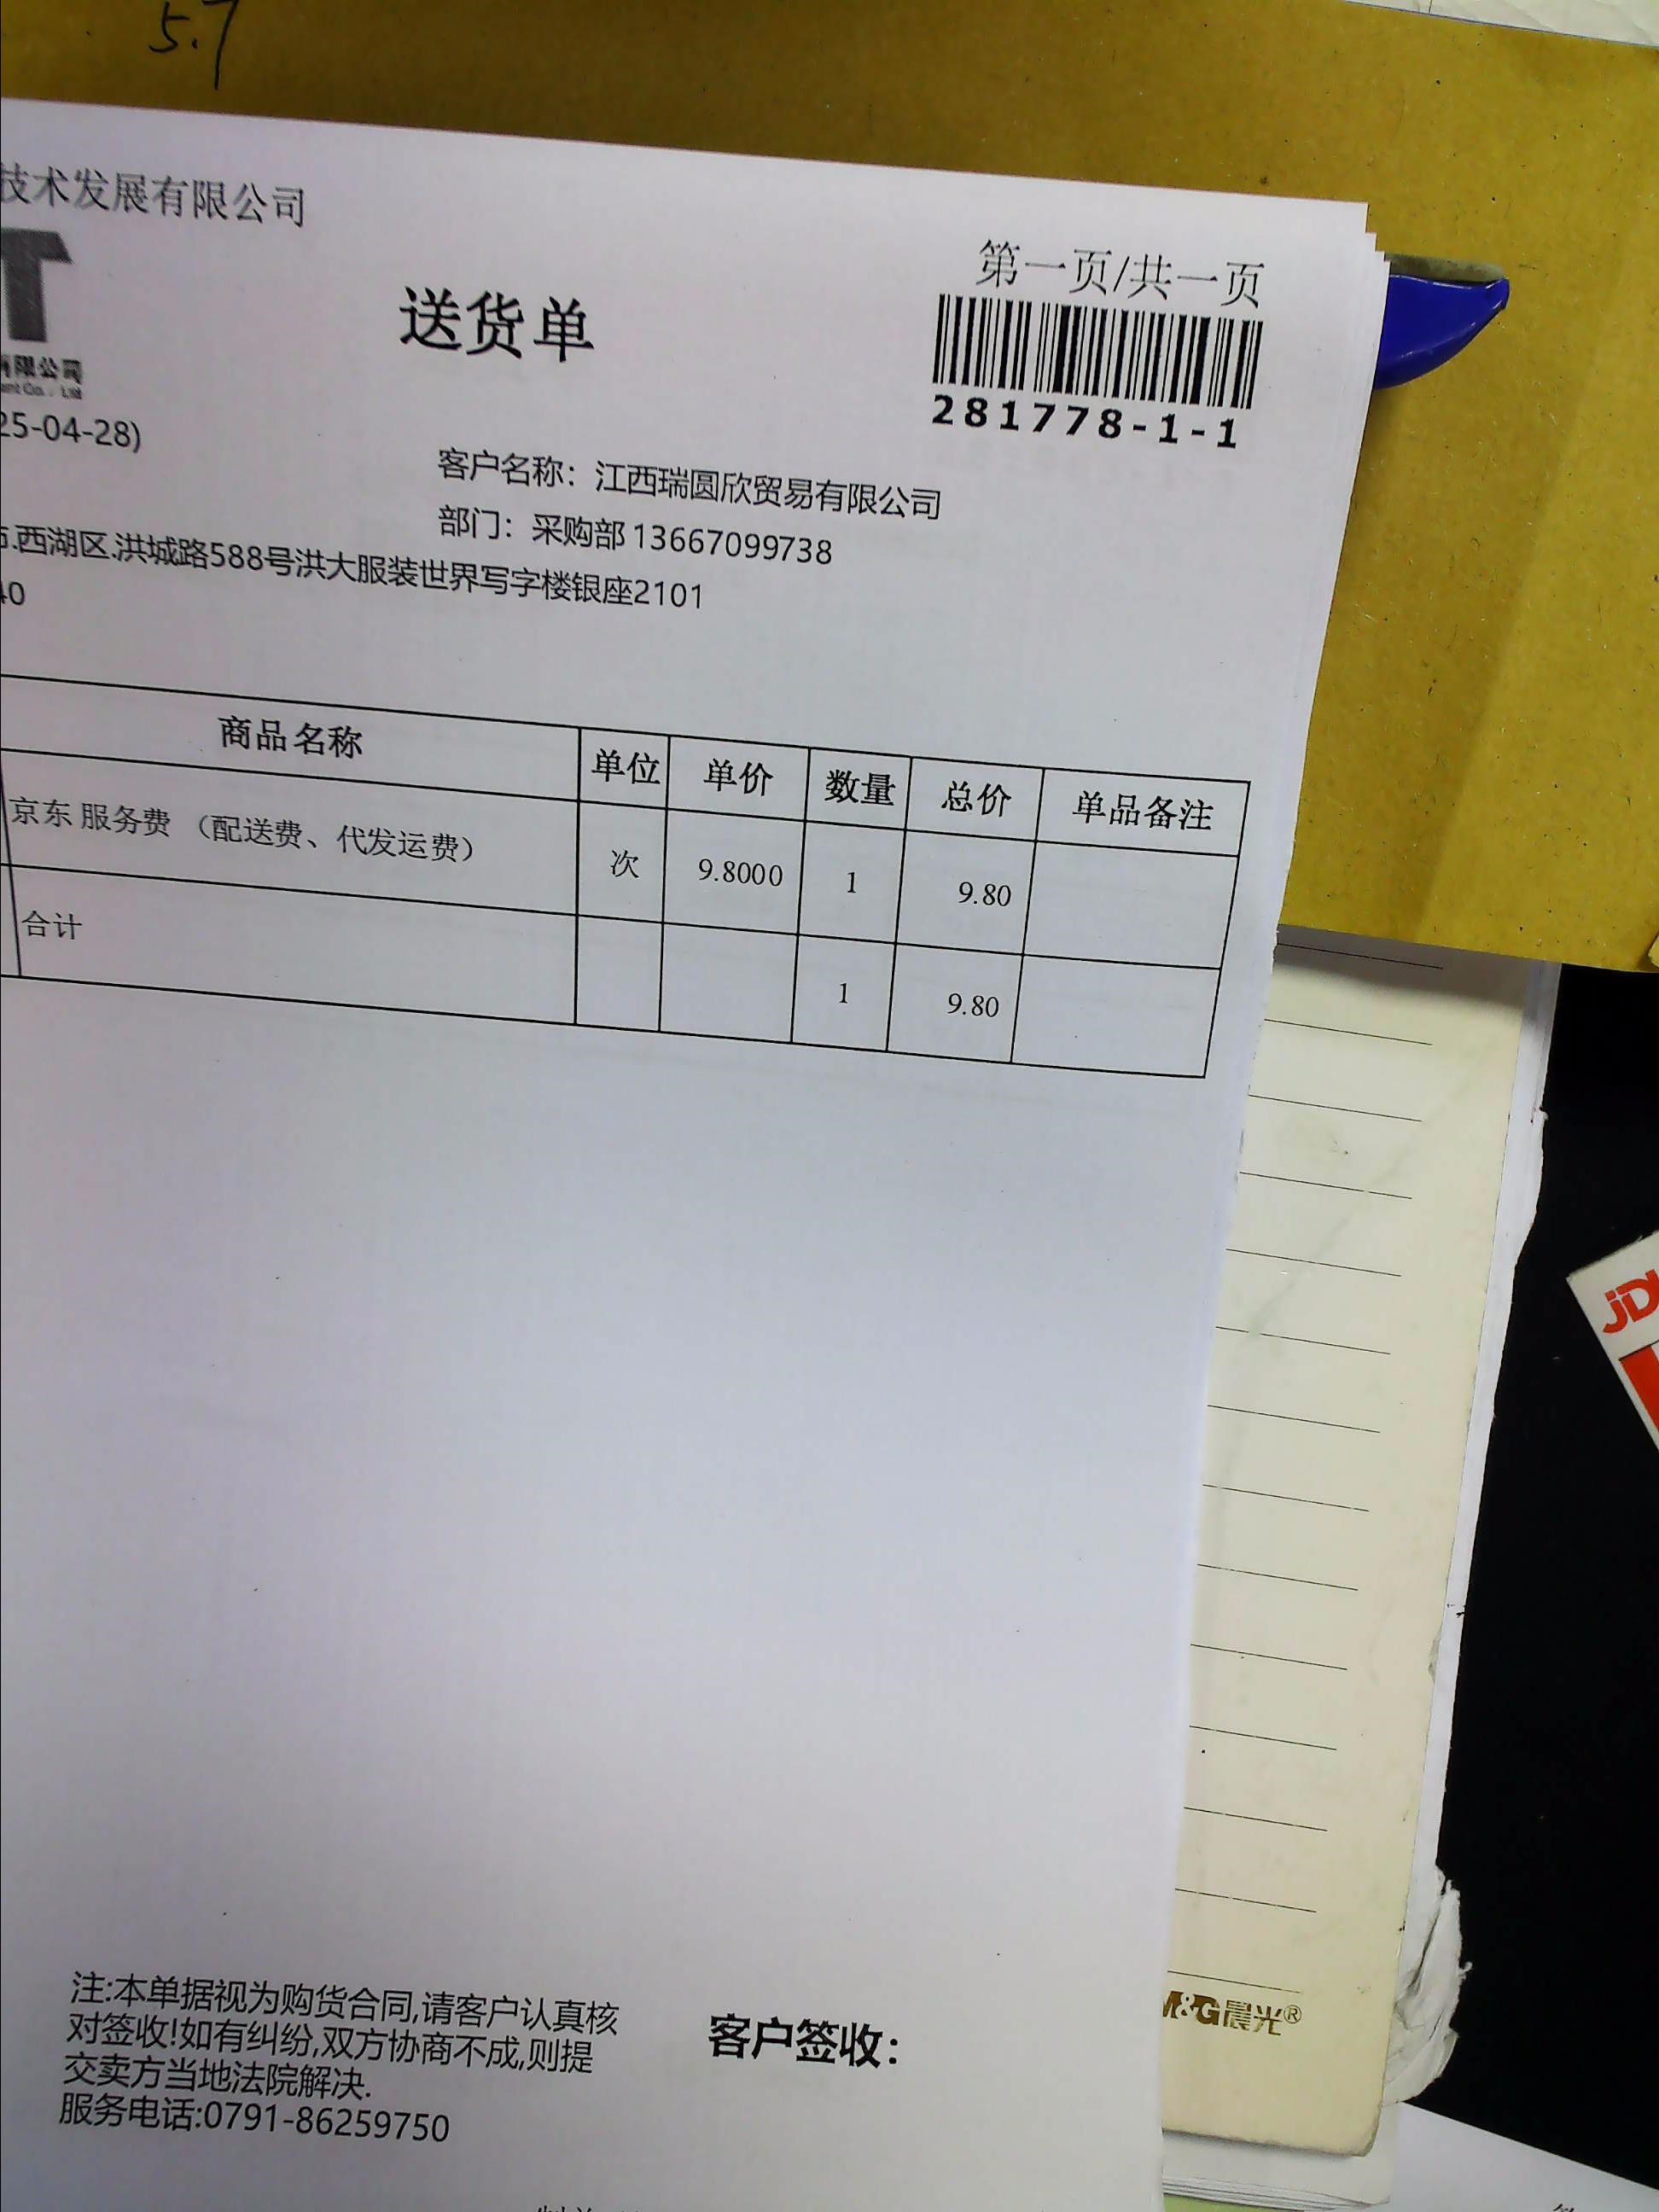 5.7
技术发展有限公司
T
有限公司
ent Co., Ltd
第一页/共一页
送货单
281778-1-1
25-04-28)
客户名称：江西瑞圆欣贸易有限公司
部门：采购部 13667099738
.西湖区.洪城路588号洪大服装世界写字楼银座2101
40
商品名称 单位 单价 数量 总价 单品备注
京东 服务费 （配送费、代发运费） 次 9.8000 1 9.80
合计 1 9.80
注:本单据视为购货合同,请客户认真核
对签收!如有纠纷,双方协商不成,则提
交卖方当地法院解决.
服务电话:0791-86259750
客户签收:
M&G晨光®
JD